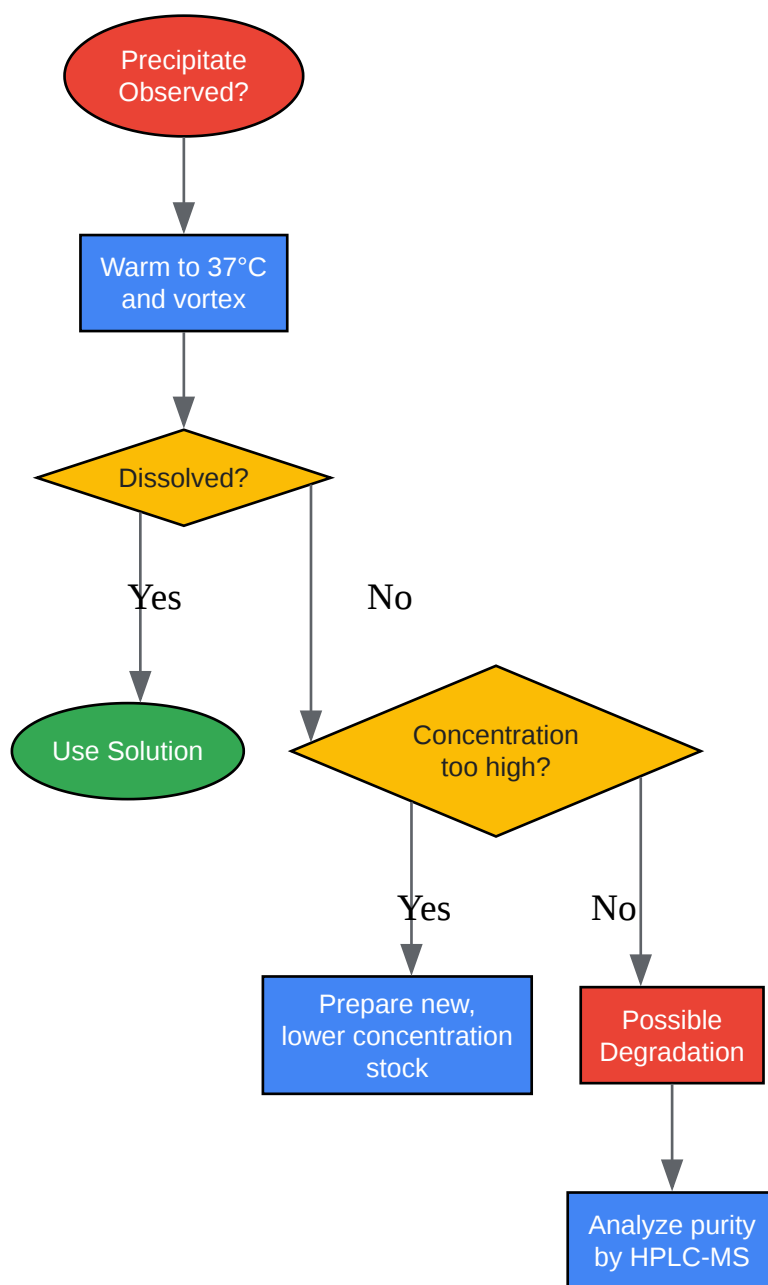 Precipitate
Observed?
Warm to 37°C
and vortex
Dissolved?
Yes
No
Use Solution
Concentration
too high?
Yes
No
Prepare new,
lower concentration
stock
Possible
Degradation
Analyze purity
by HPLC-MS